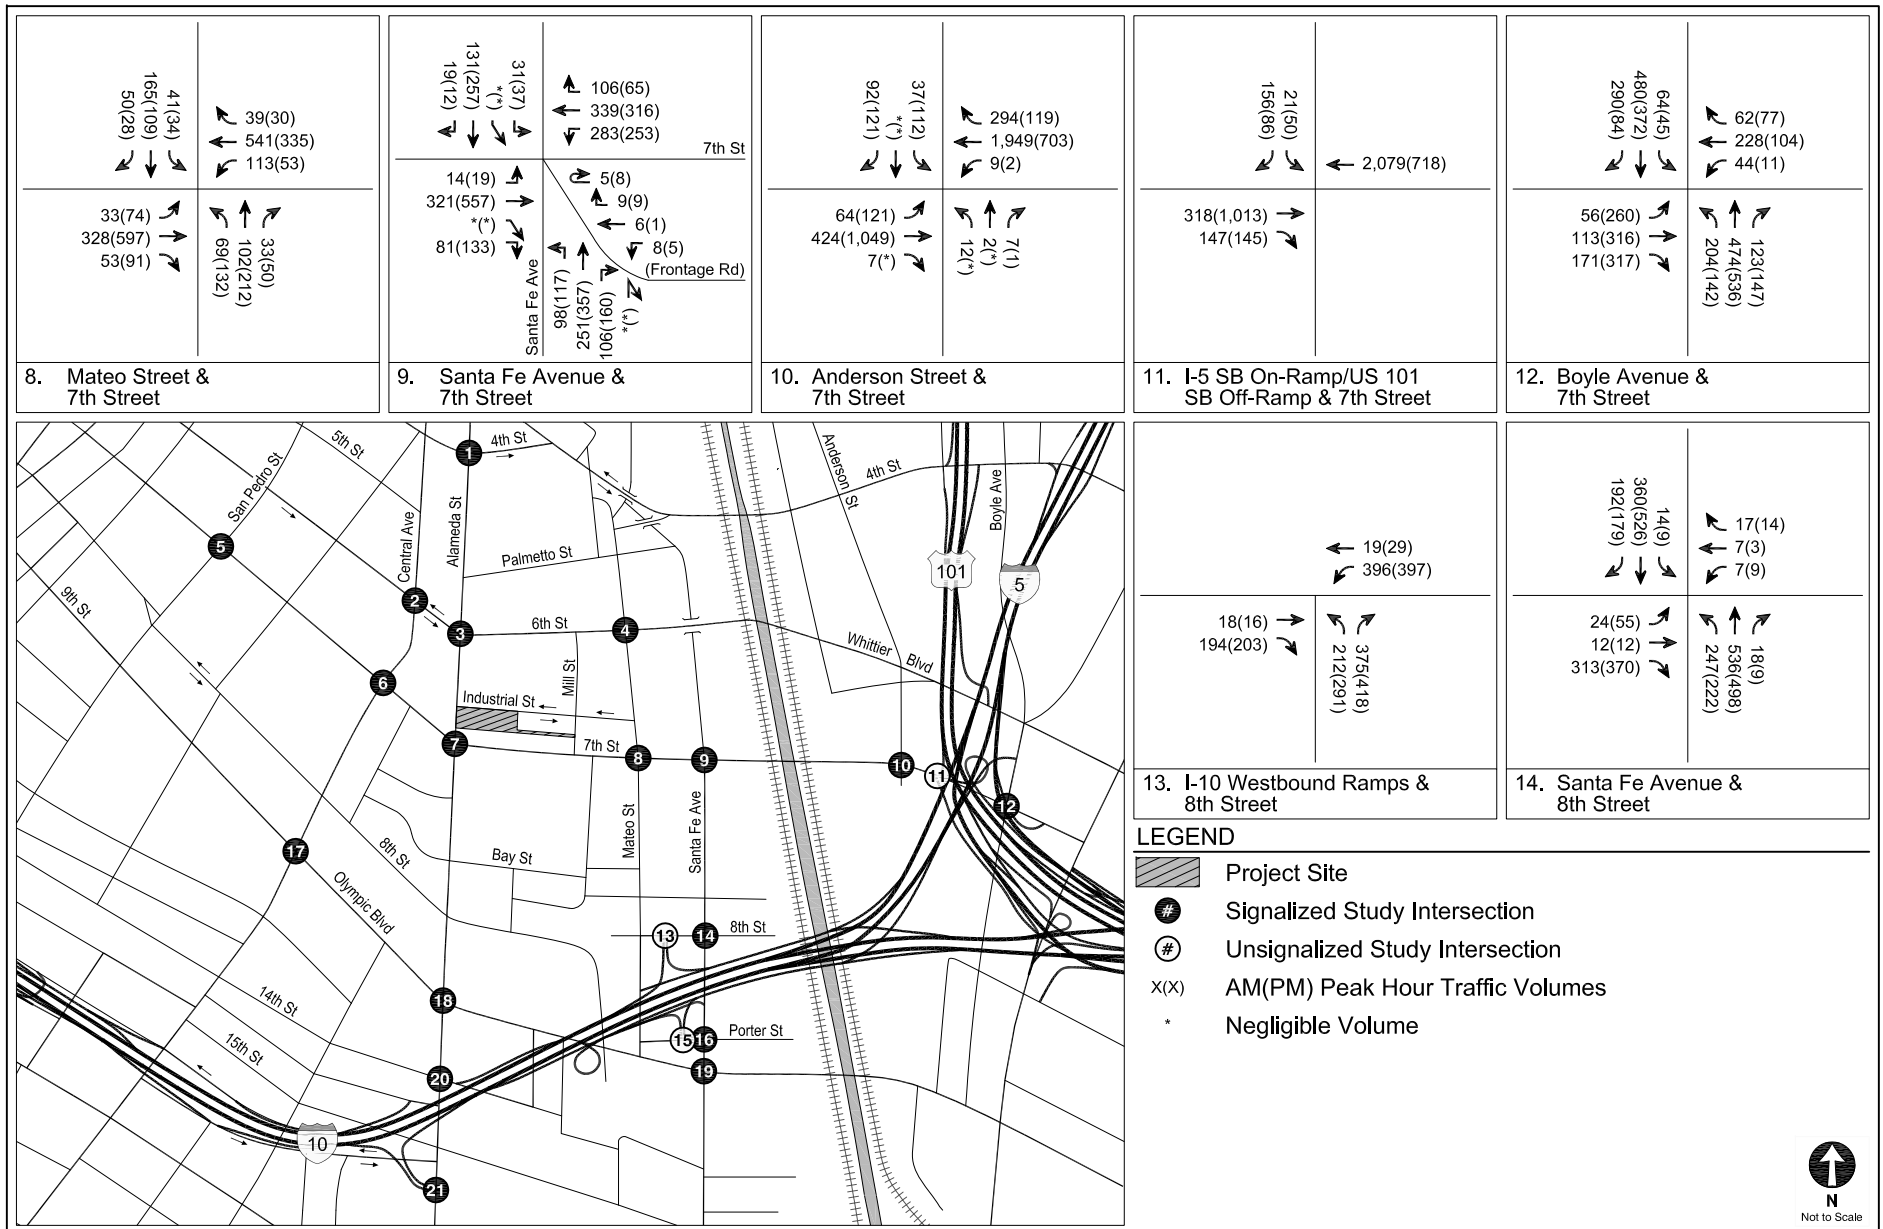 50(28)
165(109)
41(34)
39(30)
541(335)
113(53)
33(74)
328(597)
53(91)
69(132)
102(212)
33(50)
8. Mateo Street &
7th Street
19(12)
131(257)
*(*)
31(37)
106(65)
339(316)
283(253)
7th St
14(19)
321(557)
*(*)
81(133)
5(8)
9(9)
6(1)
8(5)
(Frontage Rd)
Santa Fe Ave
98(117)
251(357)
106(160)
*(*)
9. Santa Fe Avenue &
7th Street
92(121)
*(*)
37(112)
294(119)
1,949(703)
9(2)
64(121)
424(1,049)
7(*)
12(*)
2(*)
7(1)
10. Anderson Street &
7th Street
156(86)
21(50)
2,079(718)
318(1,013)
147(145)
11. I-5 SB On-Ramp/US 101
SB Off-Ramp & 7th Street
290(84)
480(372)
64(45)
62(77)
228(104)
44(11)
56(260)
113(316)
171(317)
204(142)
474(536)
123(147)
12. Boyle Avenue &
7th Street
5th St
4th St
San Pedro St
Central Ave
Alameda St
Palmetto St
Anderson St
4th St
Boyle Ave
9th St
6th St
Mill St
Whittier Blvd
Industrial St
7th St
Mateo St
Santa Fe Ave
Bay St
8th St
Olympic Blvd
8th St
14th St
15th St
Porter St
101
5
10
1
2
3
4
5
6
7
8
9
10
11
12
13
14
15
16
17
18
19
20
21
19(29)
396(397)
18(16)
194(203)
212(291)
375(418)
13. I-10 Westbound Ramps &
8th Street
192(179)
360(526)
14(9)
17(14)
7(3)
7(9)
24(55)
12(12)
313(370)
247(222)
536(498)
18(9)
14. Santa Fe Avenue &
8th Street
LEGEND
Project Site
# Signalized Study Intersection
# Unsignalized Study Intersection
X(X) AM(PM) Peak Hour Traffic Volumes
* Negligible Volume
N
Not to Scale